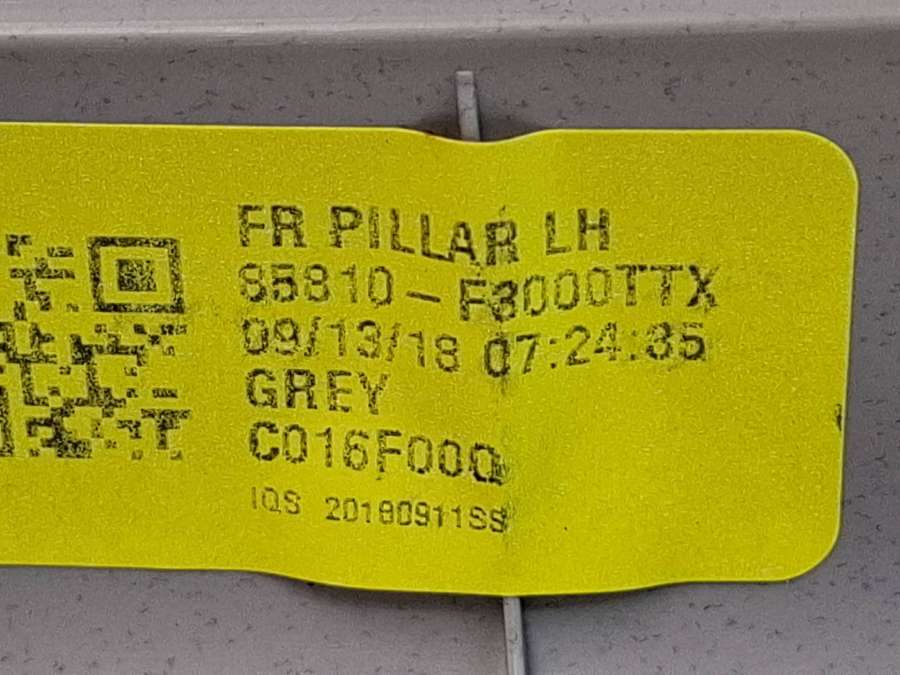 FR PILLAR LH
85810-F3000TTX
09/13/18 07:24:35
GREY
C016F000
IQS 20180911SS